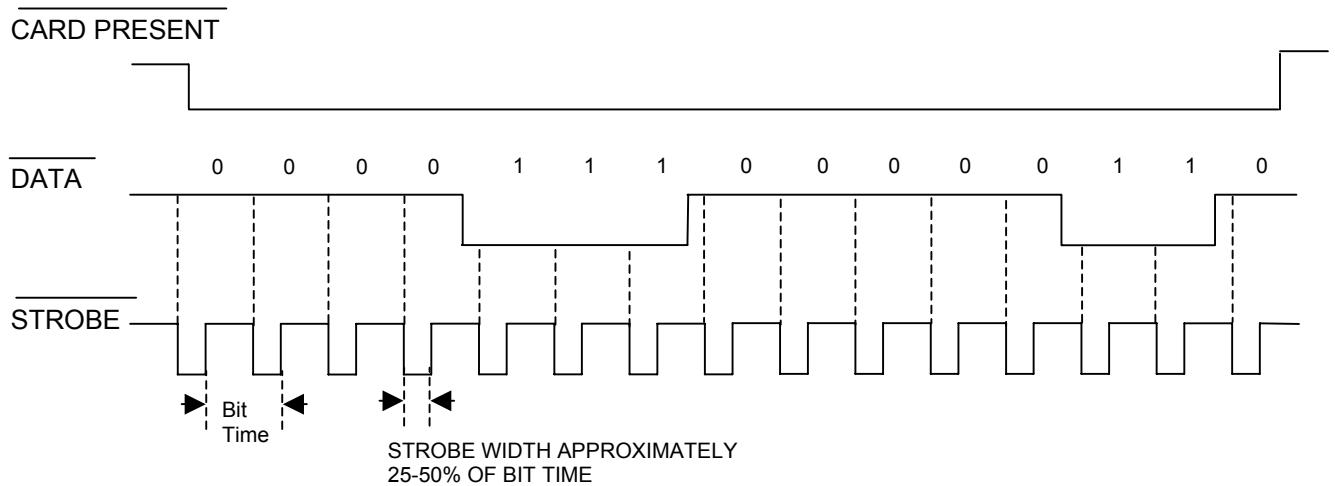 CARD PRESENT
0 0 0 0 1 1 1 0 0 0 0 0 1 1 0
DATA
STROBE
Bit
Time
STROBE WIDTH APPROXIMATELY
25-50% OF BIT TIME